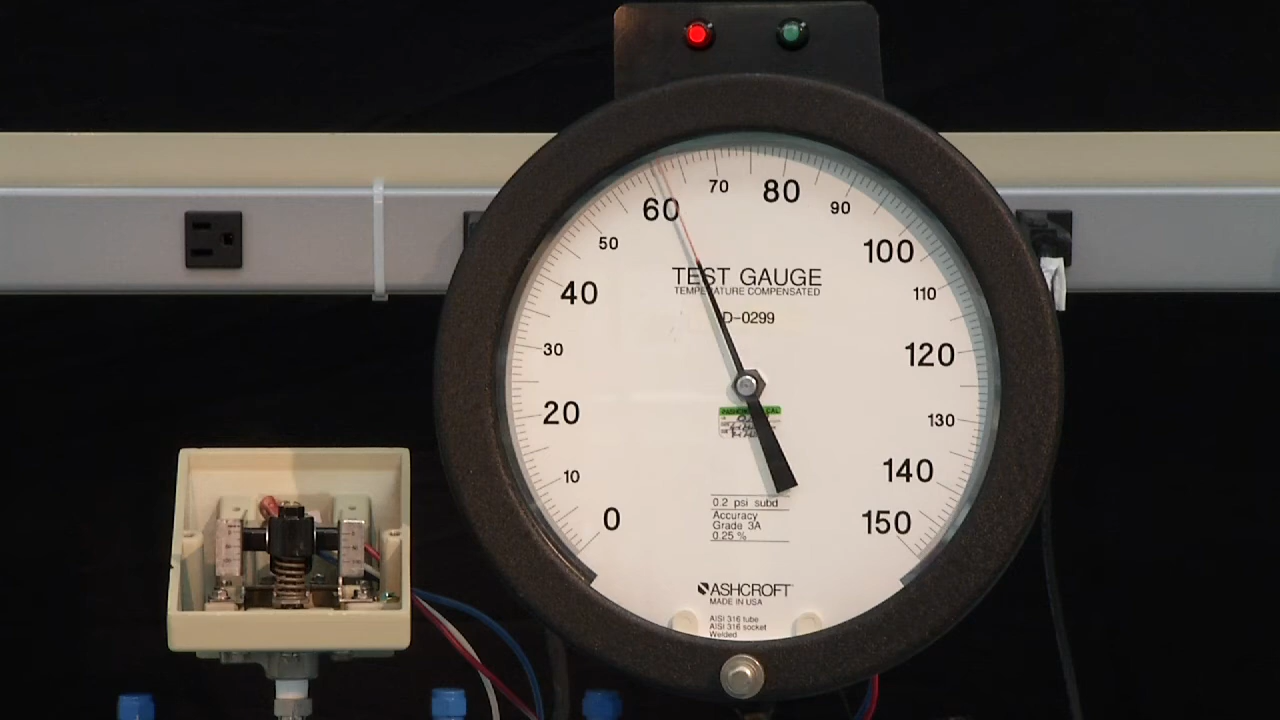 70
80
60
90
50
100
TEST GAUGE
TEMPERATURE COMPENSATED
40
110
D-0299
30
120
20
130
10
140
0
150
0.2 psi subd
Accuracy
Grade 3A
0.25 %
ASHCROFT
MADE IN USA
AISI 316 tube
AISI 316 socket
Welded